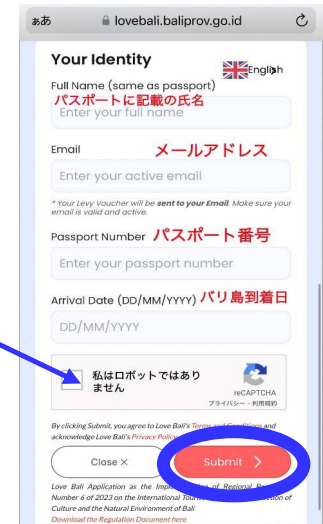 ああ lovebali.baliprov.go.id
Your Identity
English
Full Name (same as passport)
パスポートに記載の氏名
Enter your full name
Email メールアドレス
Enter your active email
* Your Levy Voucher will be sent to your Email. Make sure your
email is valid and active.
Passport Number パスポート番号
Enter your passport number
Arrival Date (DD/MM/YYYY) バリ島到着日
DD/MM/YYYY
私はロボットではあり
ません
reCAPTCHA
プライバシー - 利用規約
By clicking Submit, you agree to Love Bali's Terms and Conditions and
acknowledge Love Bali's Privacy Policy
Close ×
Submit >
Love Bali Application as the of Regional
Number 6 of 2023 on the International of
Culture and the Natural Environment of Bali
Download the Regulation Document here